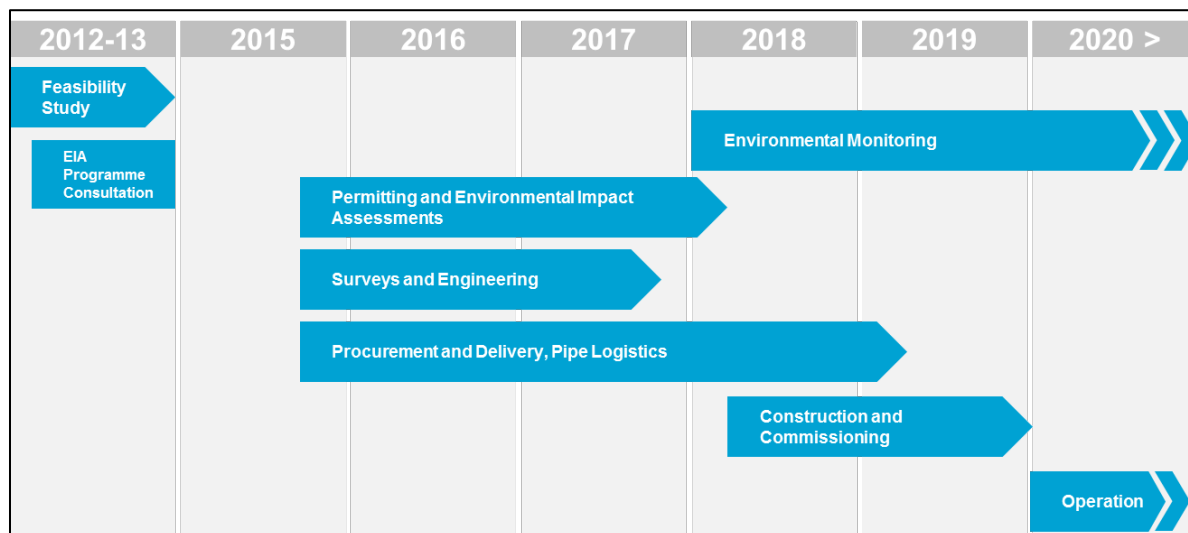 2012-13 2015 2016 2017 2018 2019 2020 >
Feasibility
Study
EIA
Programme
Consultation
Environmental Monitoring
Permitting and Environmental Impact
Assessments
Surveys and Engineering
Procurement and Delivery, Pipe Logistics
Construction and
Commissioning
Operation